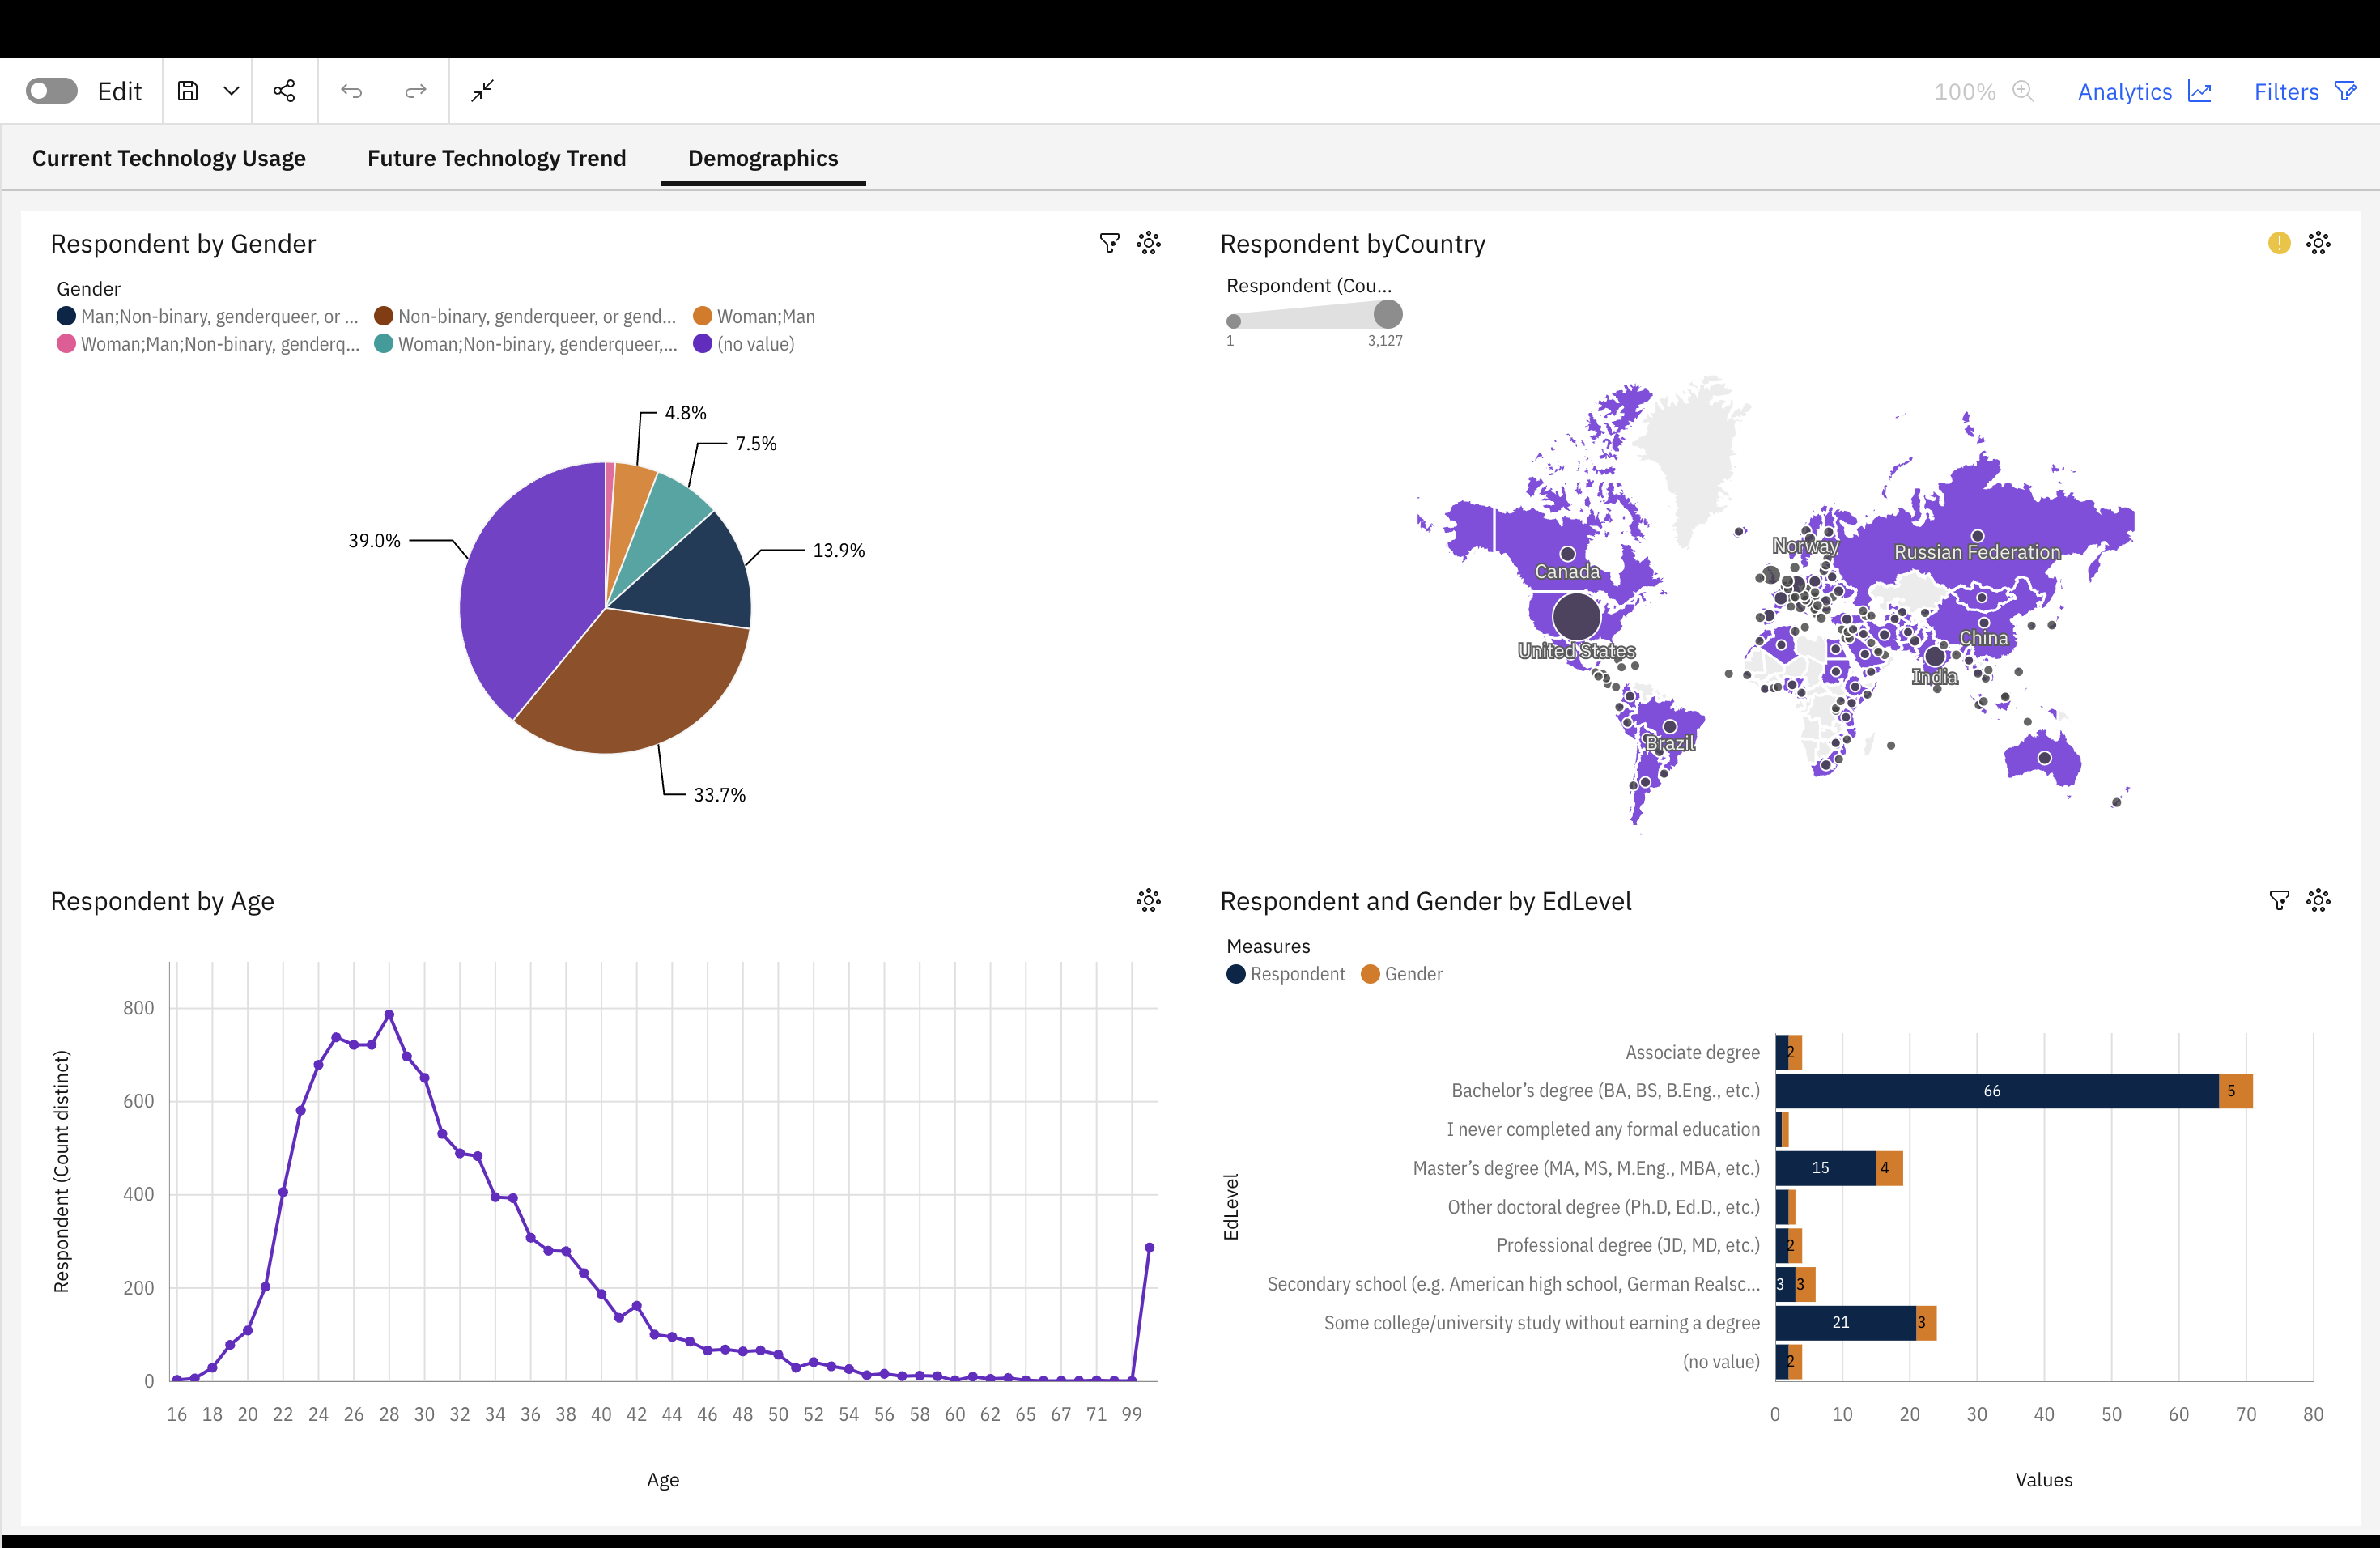 Edit
100%
Analytics
Filters
Current Technology Usage
Future Technology Trend
Demographics
Respondent by Gender
Gender
Man;Non-binary, genderqueer, or ...
Non-binary, genderqueer, or gend...
Woman;Man
Woman;Man;Non-binary, genderq...
Woman;Non-binary, genderqueer,...
(no value)
4.8%
7.5%
39.0%
13.9%
33.7%
Respondent byCountry
!
Respondent (Cou...
1
3,127
Norway
Russian Federation
Canada
China
United States
India
Brazil
Respondent by Age
Respondent (Count distinct)
800
600
400
200
0
16 18 20 22 24 26 28 30 32 34 36 38 40 42 44 46 48 50 52 54 56 58 60 62 65 67 71 99
Age
Respondent and Gender by EdLevel
Measures
Respondent
Gender
EdLevel
Associate degree
2
Bachelor’s degree (BA, BS, B.Eng., etc.)
66
5
I never completed any formal education
Master’s degree (MA, MS, M.Eng., MBA, etc.)
15
4
Other doctoral degree (Ph.D, Ed.D., etc.)
Professional degree (JD, MD, etc.)
2
Secondary school (e.g. American high school, German Realsc...
3
3
Some college/university study without earning a degree
21
3
(no value)
2
0 10 20 30 40 50 60 70 80
Values